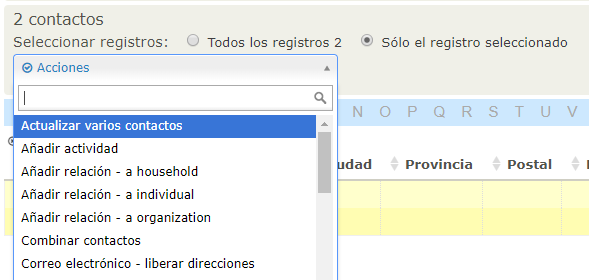 2 contactos
Seleccionar registros: Todos los registros 2 Sólo el registro seleccionado
Acciones
N O P Q R S T U V
Actualizar varios contactos
Añadir actividad
Provincia Postal
Añadir relación - a household
Añadir relación - a individual
Añadir relación - a organization
Combinar contactos
Correo electrónico - liberar direcciones